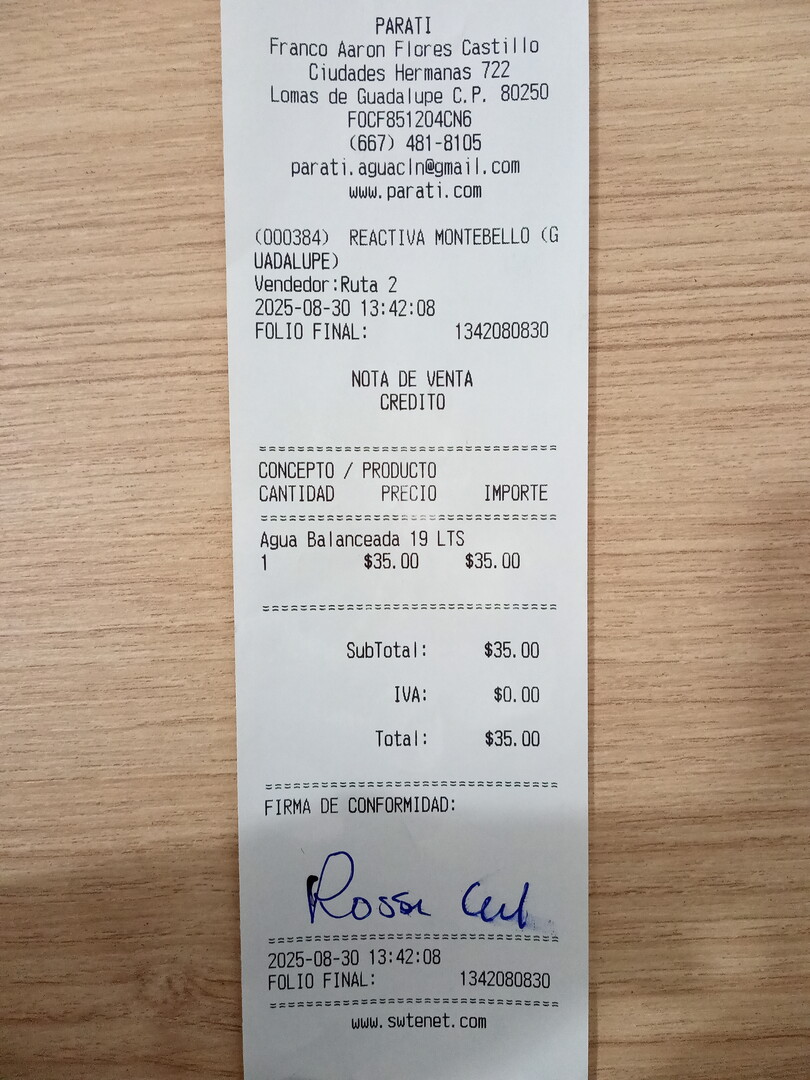 PARATI
Franco Aaron Flores Castillo
Ciudades Hermanas 722
Lomas de Guadalupe C.P. 80250
FOCF851204CN6
(667) 481-8105
parati.aguacln@gmail.com
www.parati.com
(000384) REACTIVA MONTEBELLO (G
UADALUPE)
Vendedor:Ruta 2
2025-08-30 13:42:08
FOLIO FINAL: 1342080830
NOTA DE VENTA
CREDITO
CONCEPTO / PRODUCTO
CANTIDAD PRECIO IMPORTE
Agua Balanceada 19 LTS
1 $35.00 $35.00
SubTotal: $35.00
IVA: $0.00
Total: $35.00
FIRMA DE CONFORMIDAD:
2025-08-30 13:42:08
FOLIO FINAL: 1342080830
www.swtenet.com